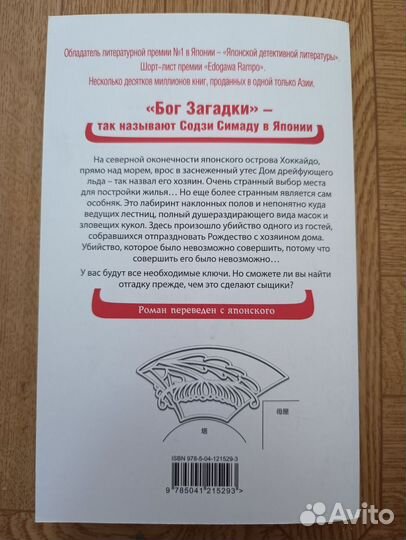 Обладатель литературной премии №1 в Японии – «Японской детективной литературы».
Шорт-лист премии «Edogawa Rampo».
Несколько десятков миллионов книг, проданных в одной только Азии.
«Бог Загадки» –
так называют Содзи Симаду в Японии
На северной оконечности японского острова Хоккайдо,
прямо над морем, врос в заснеженный утес Дом дрейфующего
льда – так назвал его хозяин. Очень странный выбор места
для постройки жилья... Но еще более странным является сам
особняк. Это лабиринт наклонных полов и непонятно куда
ведущих лестниц, полный душераздирающего вида масок и
зловещих кукол. Здесь произошло убийство одного из гостей,
собравшихся отпраздновать Рождество с хозяином дома.
Убийство, которое было невозможно совершить, потому что
совершить его было невозможно...
У вас будут все необходимые ключи. Но сможете ли вы найти
отгадку прежде, чем это сделают сыщики?
Роман переведен с японского
母屋
塔
ISBN 978-5-04-121529-3
9 785041 215293>
Avito